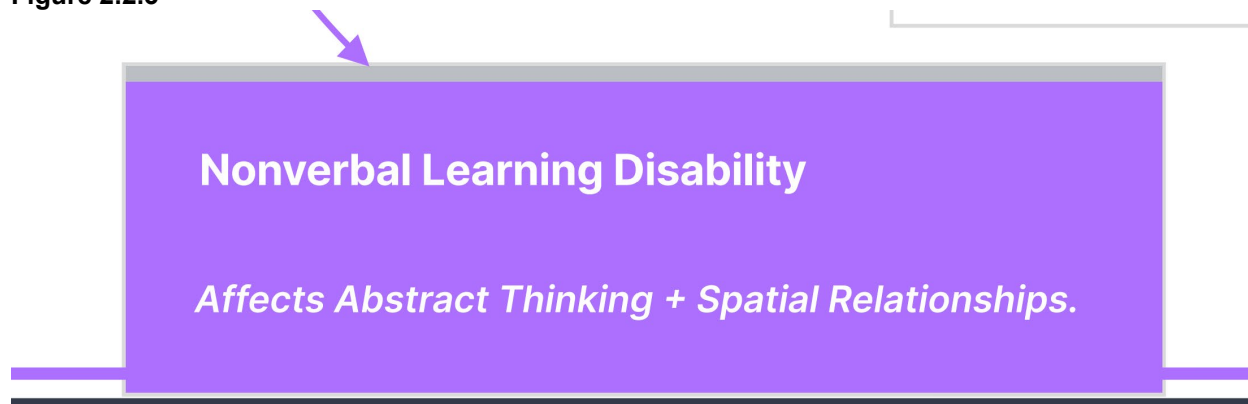 Nonverbal Learning Disability
Affects Abstract Thinking + Spatial Relationships.